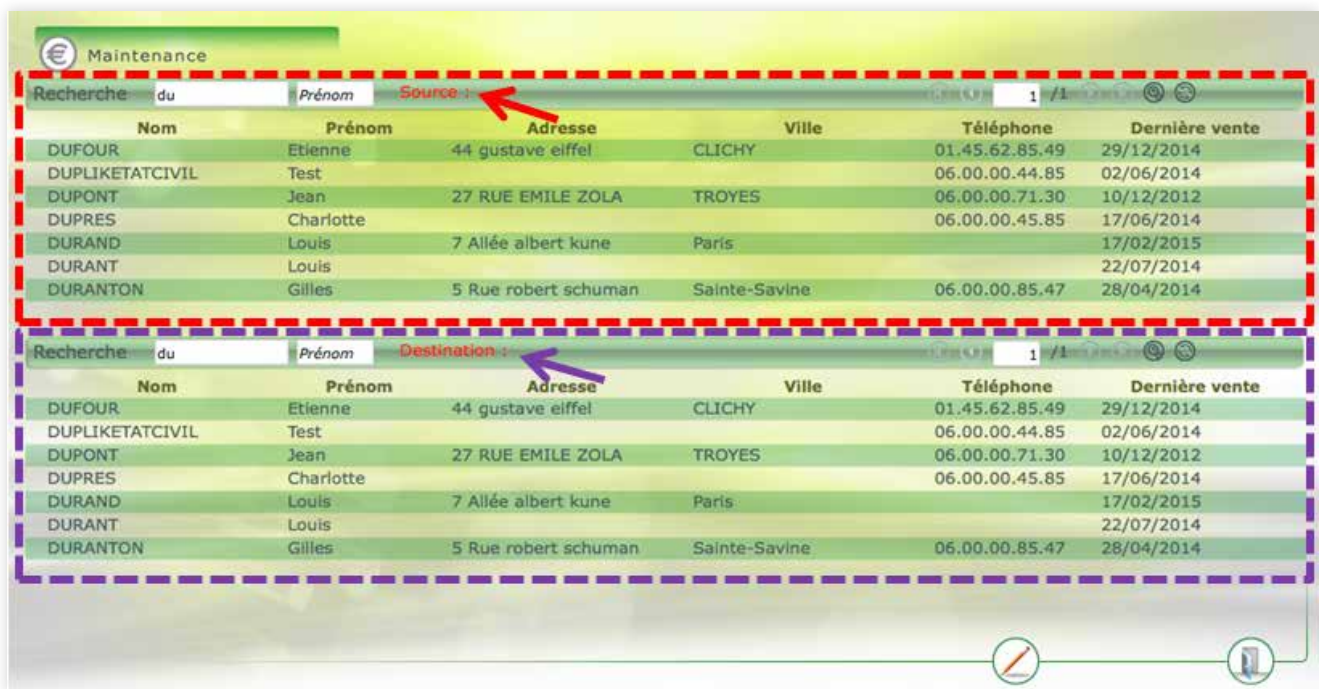 Maintenance
Recherche du Prénom Source : 1 /1
Nom Prénom Adresse Ville Téléphone Dernière vente
DUFOUR Etienne 44 gustave eiffel CLICHY 01.45.62.85.49 29/12/2014
DUPLIKETATCIVIL Test 06.00.00.44.85 02/06/2014
DUPONT Jean 27 RUE EMILE ZOLA TROYES 06.00.00.71.30 10/12/2012
DUPRES Charlotte 06.00.00.45.85 17/06/2014
DURAND Louis 7 Allée albert kune Paris 17/02/2015
DURANT Louis 22/07/2014
DURANTON Gilles 5 Rue robert schuman Sainte-Savine 06.00.00.85.47 28/04/2014
Recherche du Prénom Destination : 1 /1
Nom Prénom Adresse Ville Téléphone Dernière vente
DUFOUR Etienne 44 gustave eiffel CLICHY 01.45.62.85.49 29/12/2014
DUPLIKETATCIVIL Test 06.00.00.44.85 02/06/2014
DUPONT Jean 27 RUE EMILE ZOLA TROYES 06.00.00.71.30 10/12/2012
DUPRES Charlotte 06.00.00.45.85 17/06/2014
DURAND Louis 7 Allée albert kune Paris 17/02/2015
DURANT Louis 22/07/2014
DURANTON Gilles 5 Rue robert schuman Sainte-Savine 06.00.00.85.47 28/04/2014